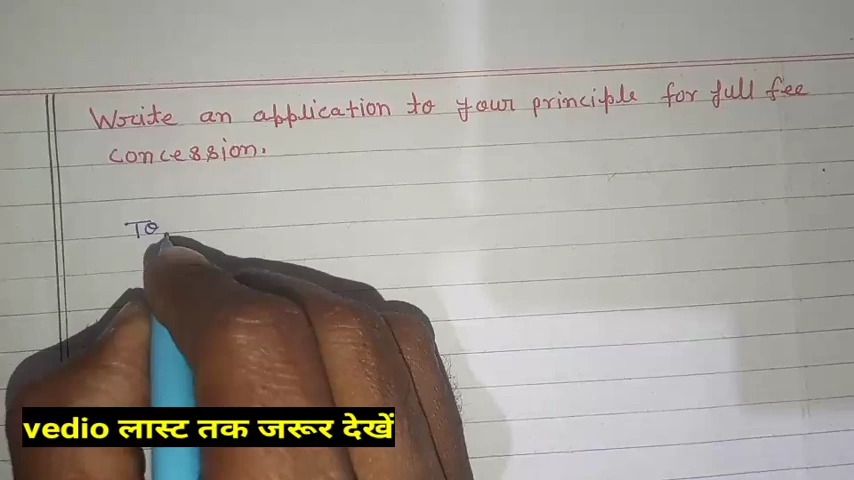 Write an application to your principle for full fee
concession.
To,
vedio लास्ट तक जरूर देखें